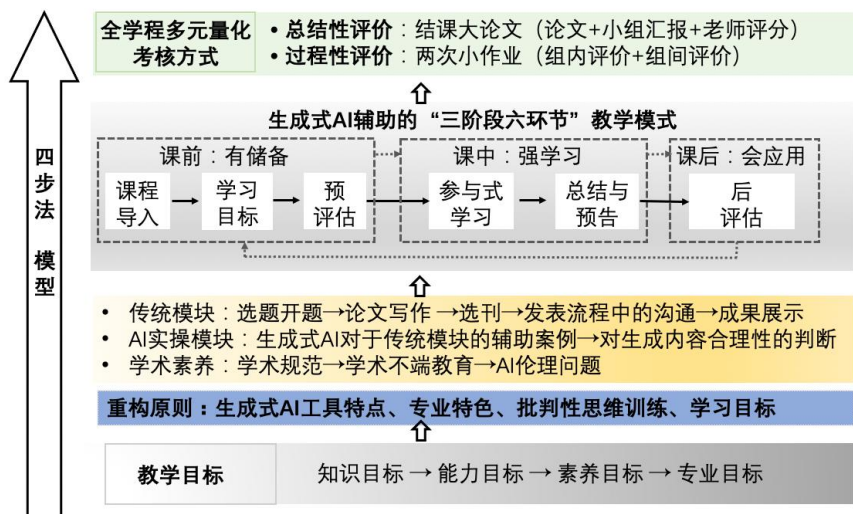 全学程多元量化
考核方式
• 总结性评价：结课大论文（论文+小组汇报+老师评分）
• 过程性评价：两次小作业（组内评价+组间评价）
四步法 模型
生成式AI辅助的“三阶段六环节”教学模式
课前：有储备
课程
导入
学习
目标
预
评估
课中：强学习
参与式
学习
总结与
预告
课后：会应用
后
评估
• 传统模块：选题开题→论文写作→选刊→发表流程中的沟通→成果展示
• AI实操模块：生成式AI对于传统模块的辅助案例→对生成内容合理性的判断
• 学术素养：学术规范→学术不端教育→AI伦理问题
重构原则：生成式AI工具特点、专业特色、批判性思维训练、学习目标
教学目标
知识目标→能力目标→素养目标→专业目标